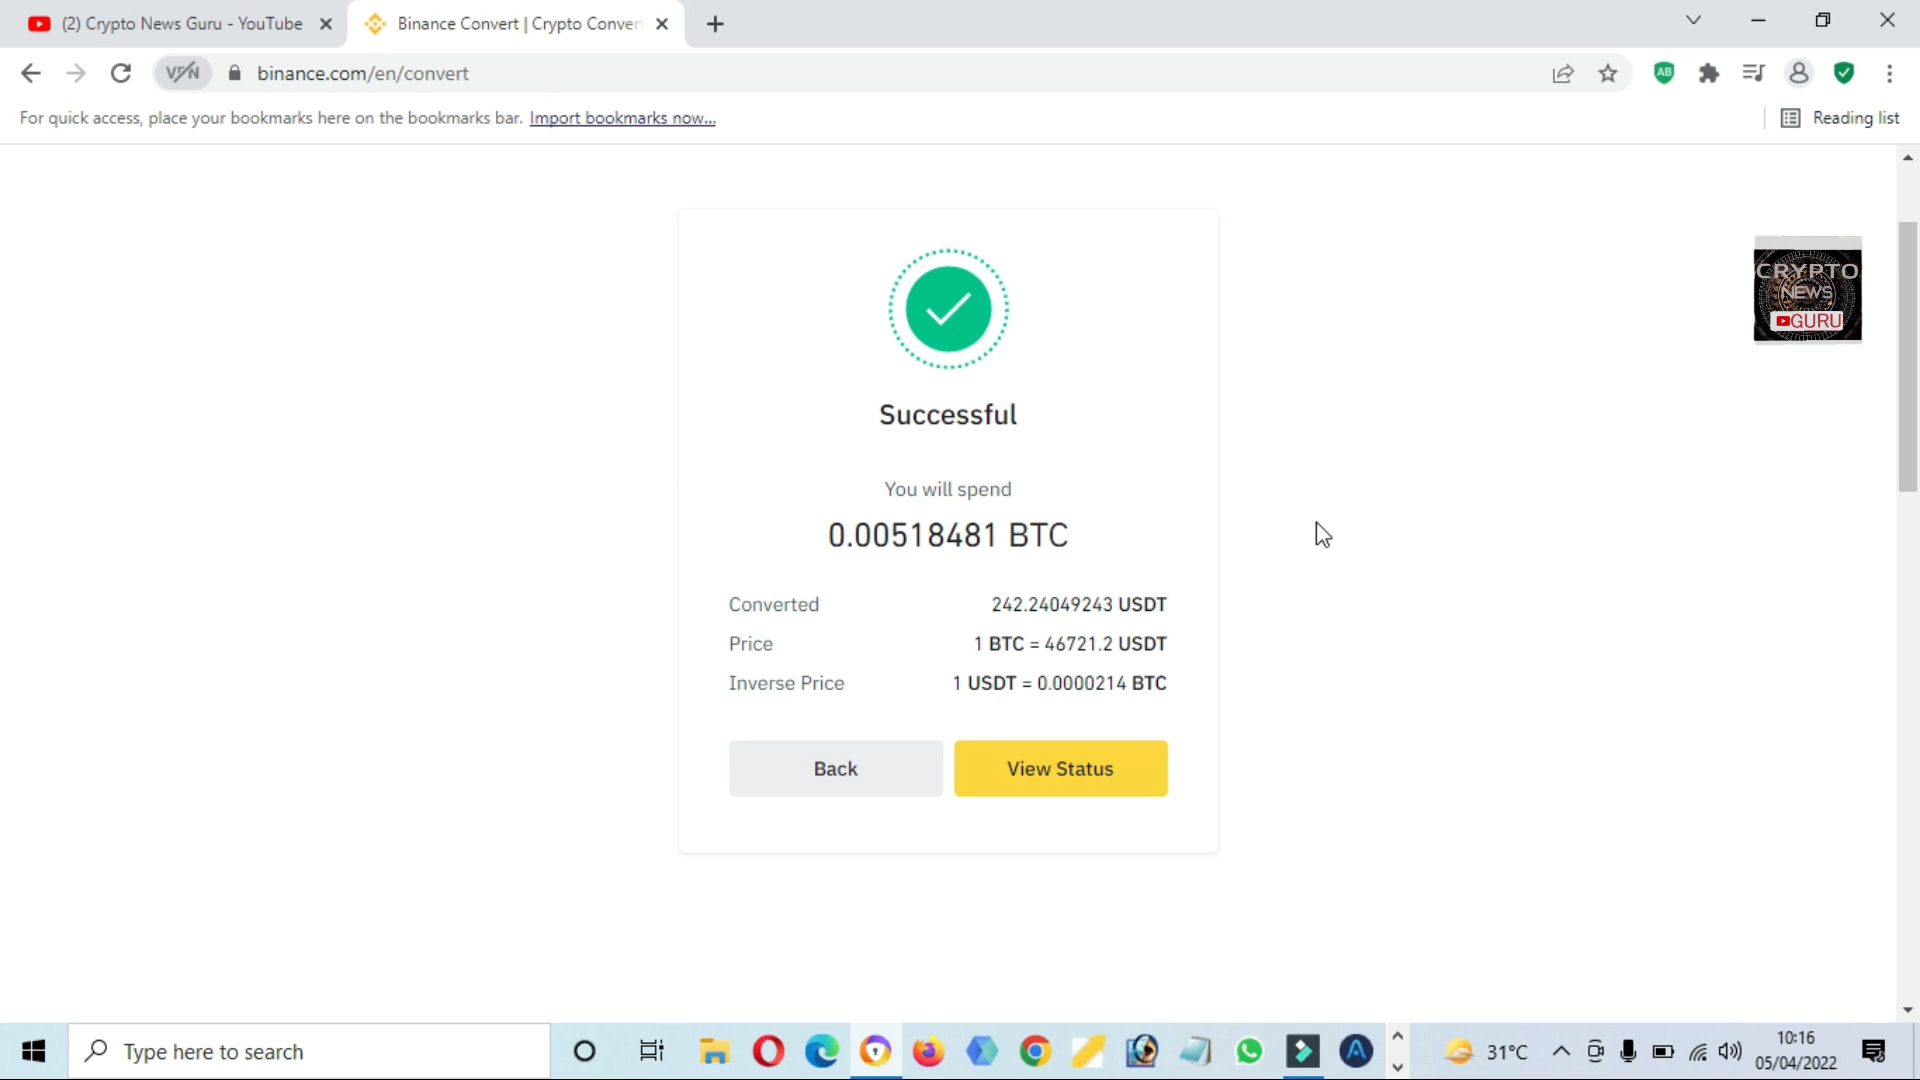 (2) Crypto News Guru - YouTube
Binance Convert | Crypto Conver
VPN
binance.com/en/convert
For quick access, place your bookmarks here on the bookmarks bar. Import bookmarks now...
Reading list
CRYPTO
NEWS
GURU
Successful
You will spend
0.00518481 BTC
Converted 242.24049243 USDT
Price 1 BTC = 46721.2 USDT
Inverse Price 1 USDT = 0.0000214 BTC
Back View Status
Type here to search
31°C
10:16
05/04/2022